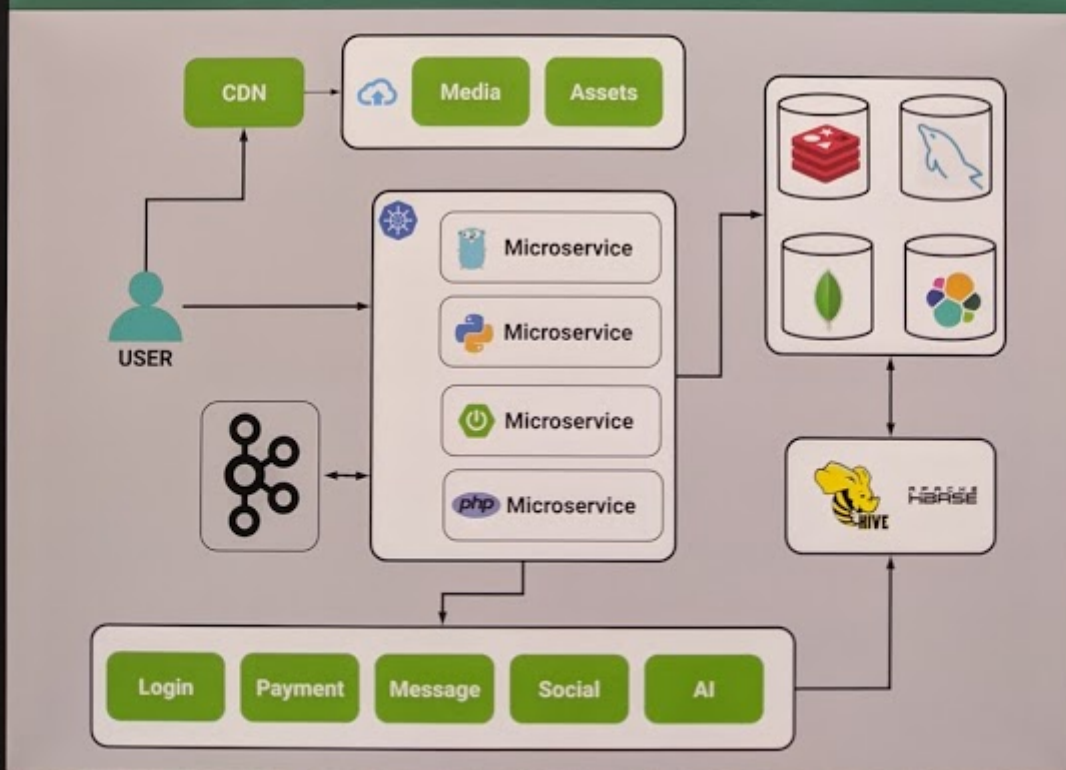 CDN
Media
Assets
USER
Microservice
Microservice
Microservice
php Microservice
HIVE
APACHE
HBASE
Login
Payment
Message
Social
AI